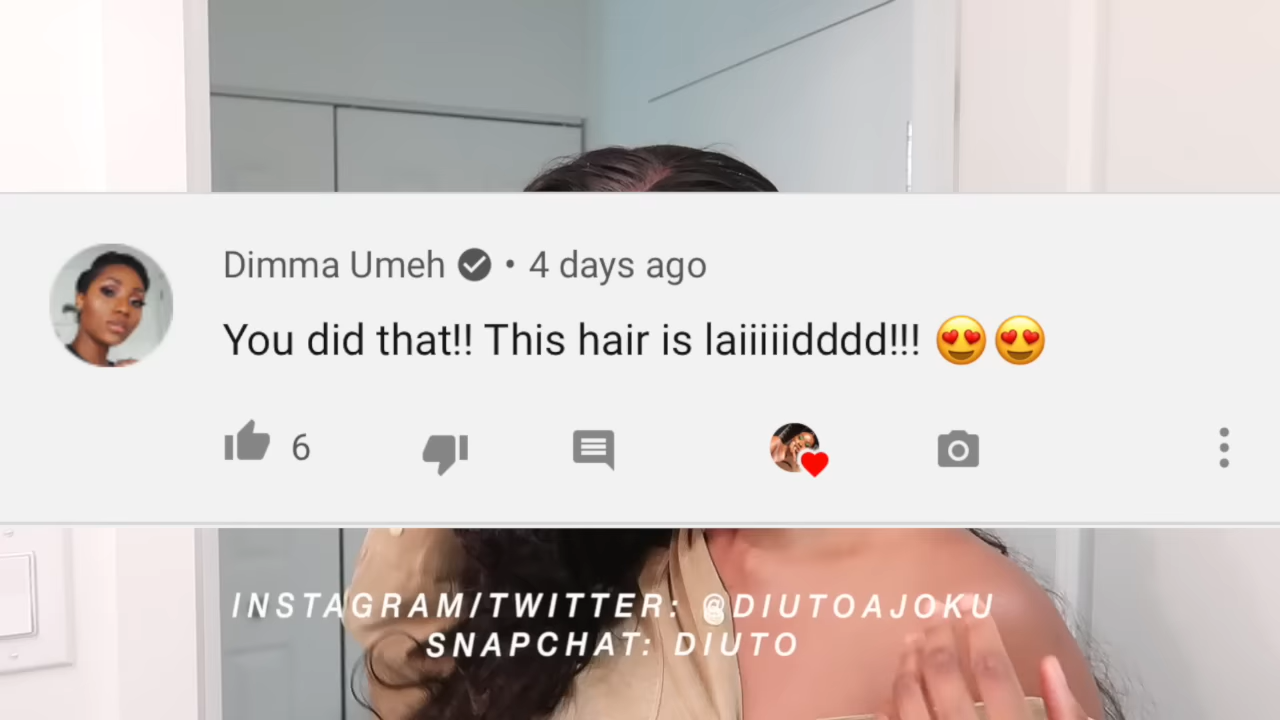 Dimma Umeh • 4 days ago
You did that!! This hair is laiiiiidddd!!! 😍😍
6
INSTAGRAM/TWITTER: @DIUTOAJOKU
SNAPCHAT: DIUTO